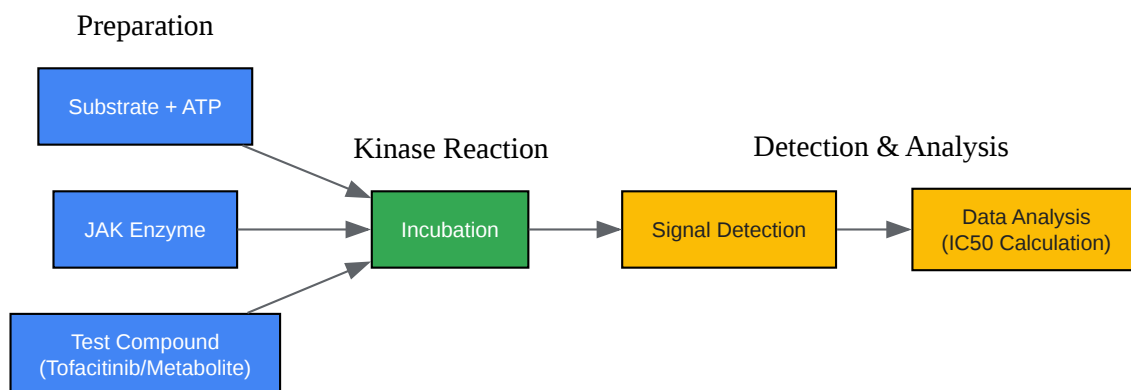 Preparation
Substrate + ATP
JAK Enzyme
Test Compound
(Tofacitinib/Metabolite)
Kinase Reaction
Incubation
Detection & Analysis
Signal Detection
Data Analysis
(IC50 Calculation)